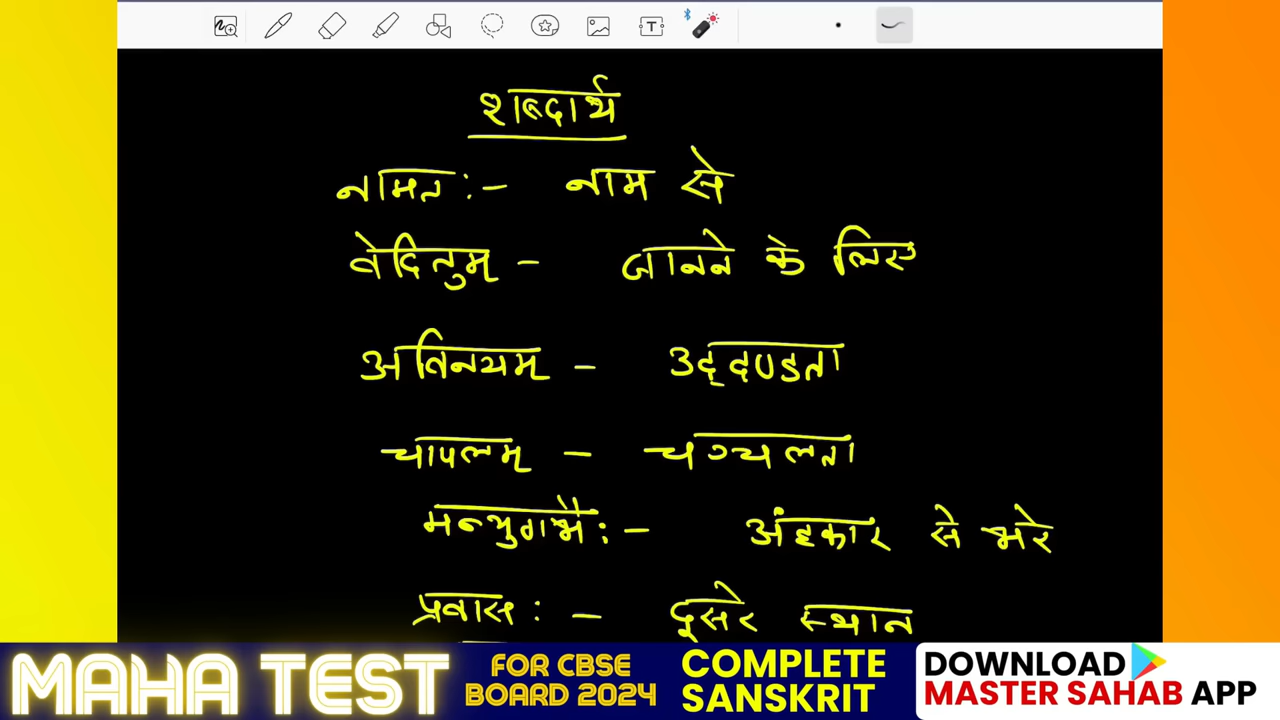 शब्दार्थ
नामतः - नाम से
वेदितुम् - जानने के लिए
अतिनयम् - उद्दण्डता
चापलम् - चञ्चलता
मन्युगर्भैः - अंहकार से भरे
प्रवासः - दूसरे स्थान
MAHA TEST
FOR CBSE
BOARD 2024
COMPLETE
SANSKRIT
DOWNLOAD
MASTER SAHAB APP